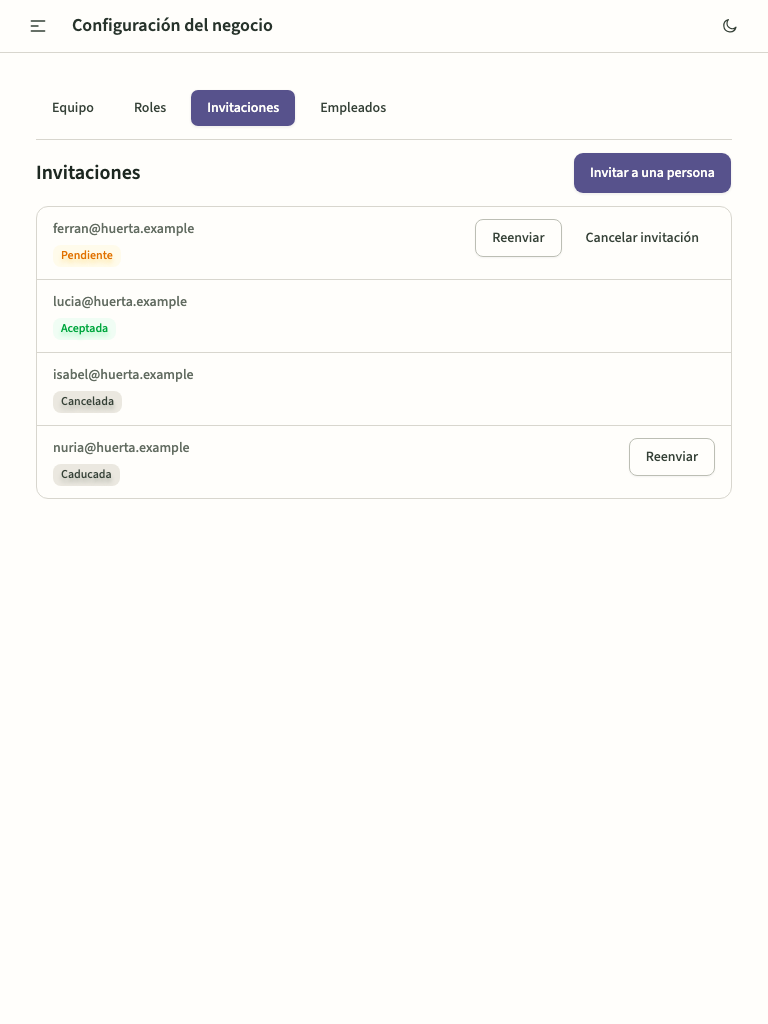 Configuración del negocio
Equipo Roles Invitaciones Empleados
Invitaciones
Invitar a una persona
ferran@huerta.example
Pendiente
Reenviar Cancelar invitación
lucia@huerta.example
Aceptada
isabel@huerta.example
Cancelada
nuria@huerta.example
Caducada
Reenviar